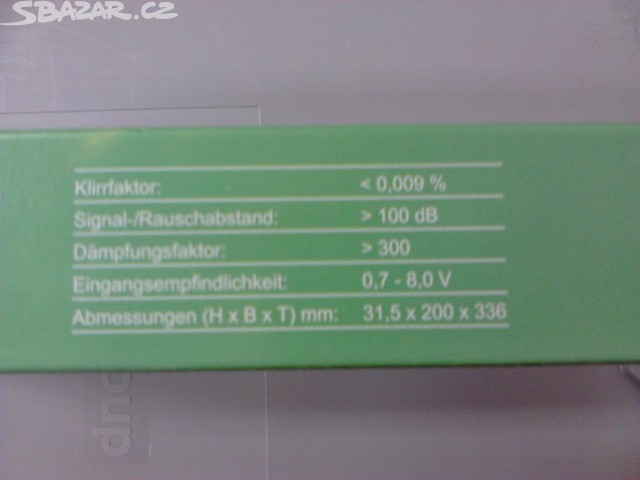 SBAZAR.CZ
Klirrfaktor: < 0,009 %
Signal-/Rauschabstand: > 100 dB
Dämpfungsfaktor: > 300
Eingangsempfindlichkeit: 0,7 - 8,0 V
Abmessungen (H x B x T) mm: 31,5 x 200 x 336